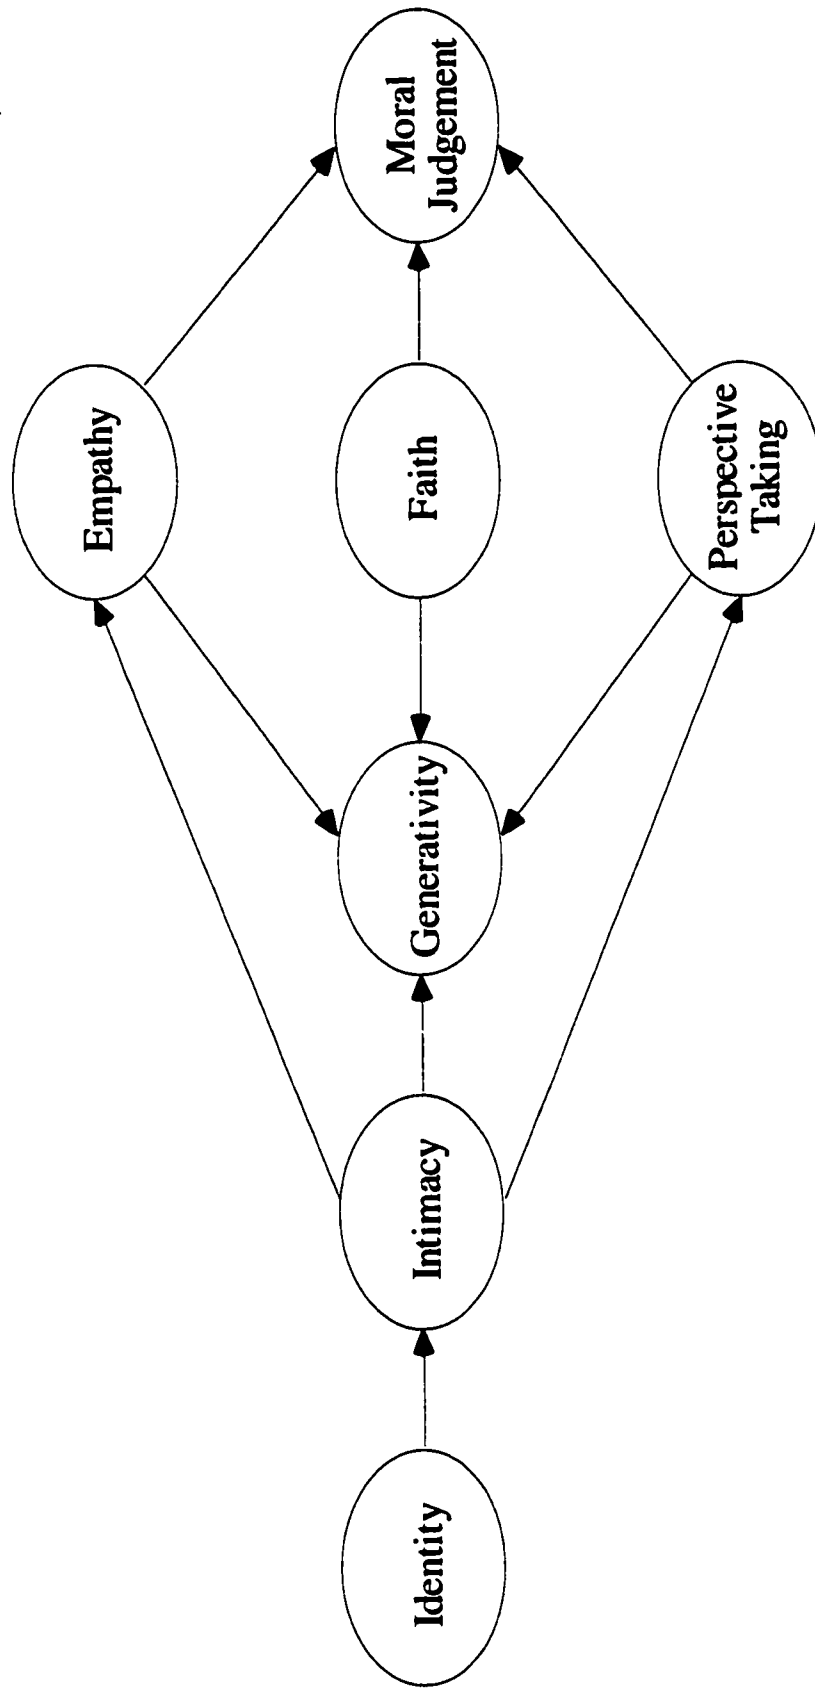 Identity
Intimacy
Generativity
Empathy
Faith
Perspective
Taking
Moral
Judgement